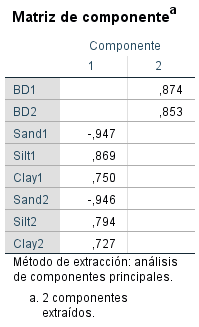 Matriz de componenteª
Componente
1 2
BD1 ,874
BD2 ,853
Sand1 -,947
Silt1 ,869
Clay1 ,750
Sand2 -,946
Silt2 ,794
Clay2 ,727
Método de extracción: análisis
de componentes principales.
a. 2 componentes
extraídos.